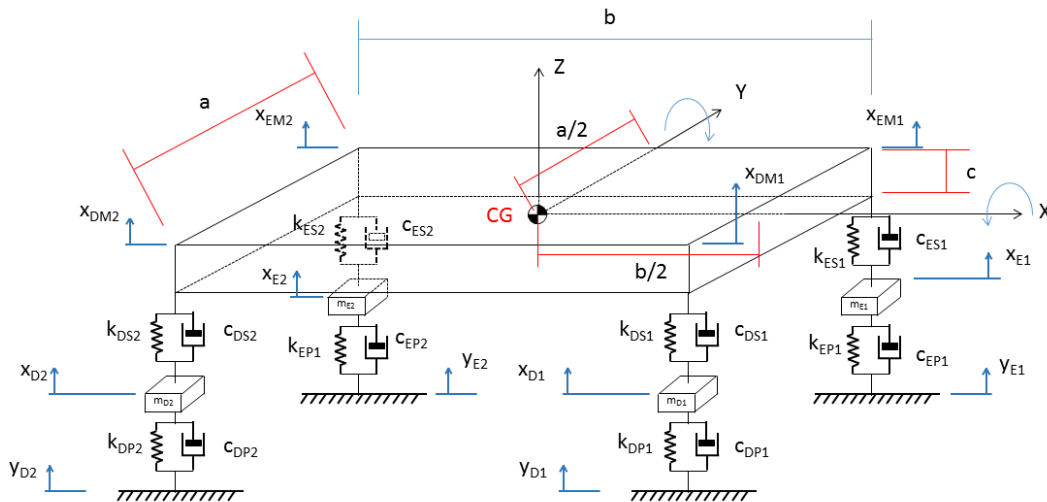 b
Z
Y
a
a/2
x_EM2
x_EM1
c
x_DM1
x_DM2
CG
X
k_ES2
c_ES2
c_ES1
k_ES1
x_E1
b/2
x_E2
m_E2
m_E1
k_DS2
c_DS2
k_EP1
c_EP2
k_DS1
c_DS1
k_EP1
c_EP1
x_D2
y_E2
x_D1
y_E1
m_D2
m_D1
k_DP2
c_DP2
k_DP1
c_DP1
y_D2
y_D1